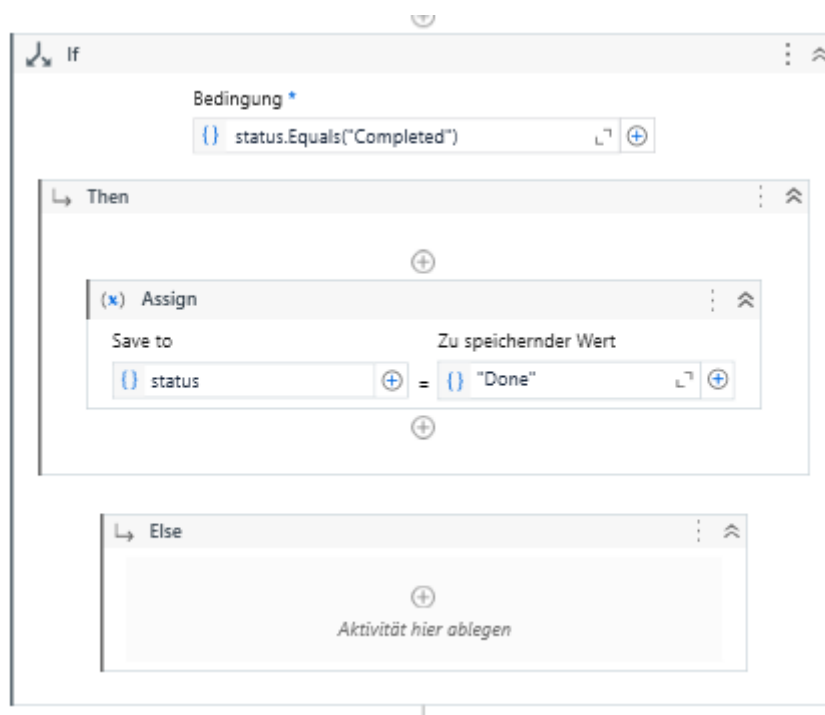 If
Bedingung *
{} status.Equals("Completed")
Then
(x) Assign
Save to
Zu speichernder Wert
{} status = {} "Done"
Else
Aktivität hier ablegen